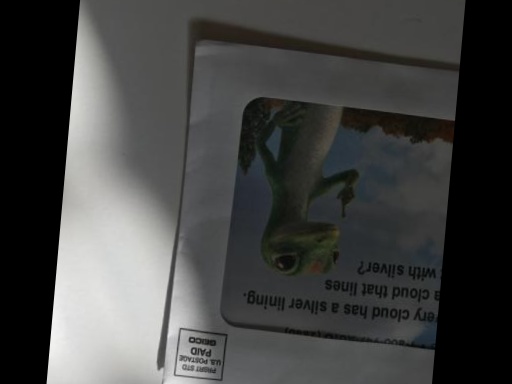 PRSRT STD
U.S. POSTAGE
PAID
GEICO
very cloud has a silver lining.
a cloud that lines
with silver?